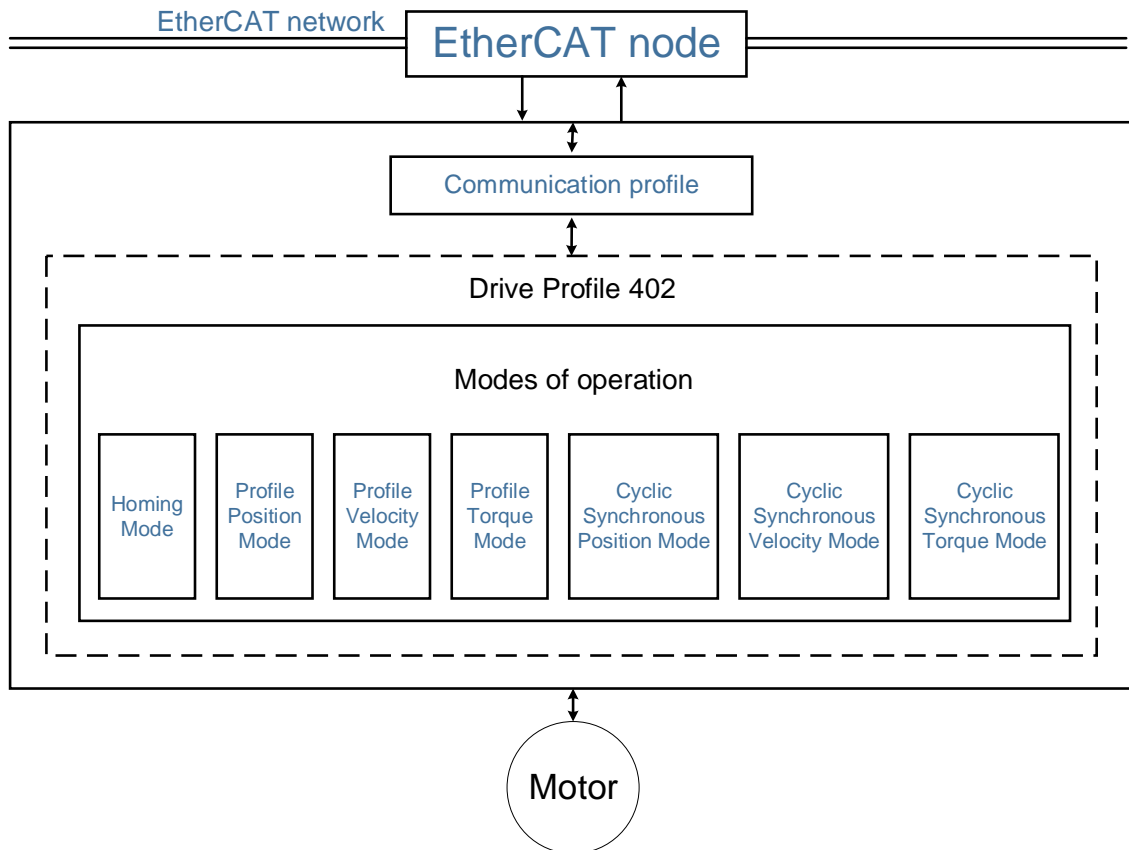 EtherCAT network
EtherCAT node
Communication profile
Drive Profile 402
Modes of operation
Homing
Mode
Profile
Position
Mode
Profile
Velocity
Mode
Profile
Torque
Mode
Cyclic
Synchronous
Position Mode
Cyclic
Synchronous
Velocity Mode
Cyclic
Synchronous
Torque Mode
Motor